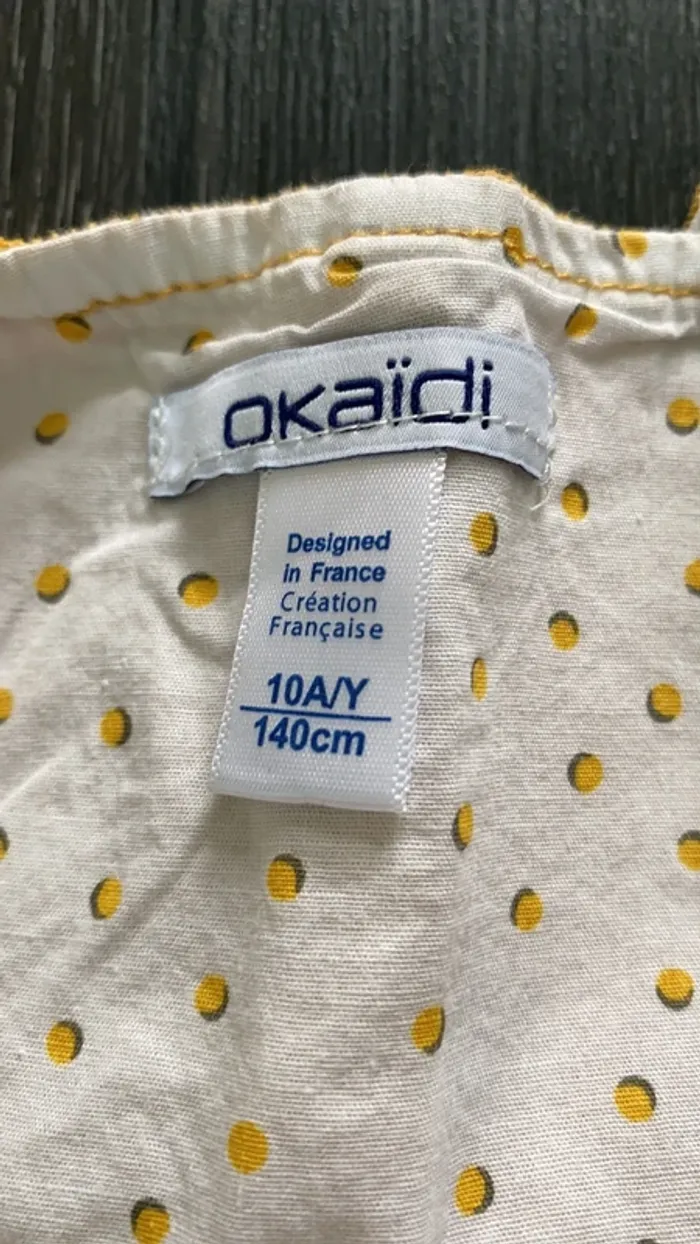 okaïdi
Designed
in France
Création
Française
10A/Y
140cm